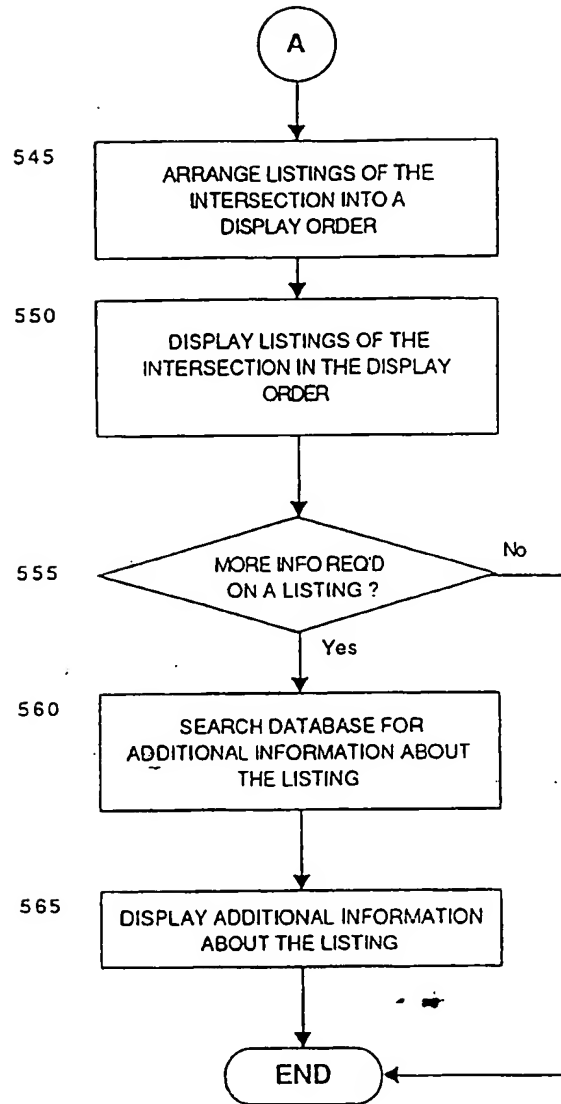 A
545
ARRANGE LISTINGS OF THE
INTERSECTION INTO A
DISPLAY ORDER
550
DISPLAY LISTINGS OF THE
INTERSECTION IN THE DISPLAY
ORDER
555
MORE INFO REQ'D
ON A LISTING ?
No
Yes
560
SEARCH DATABASE FOR
ADDITIONAL INFORMATION ABOUT
THE LISTING
565
DISPLAY ADDITIONAL INFORMATION
ABOUT THE LISTING
END